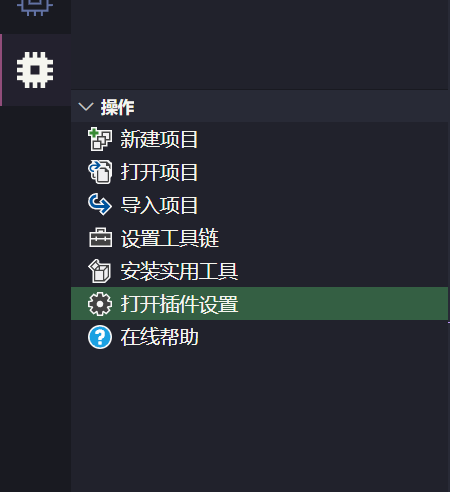 操作
新建项目
打开项目
导入项目
设置工具链
安装实用工具
打开插件设置
在线帮助